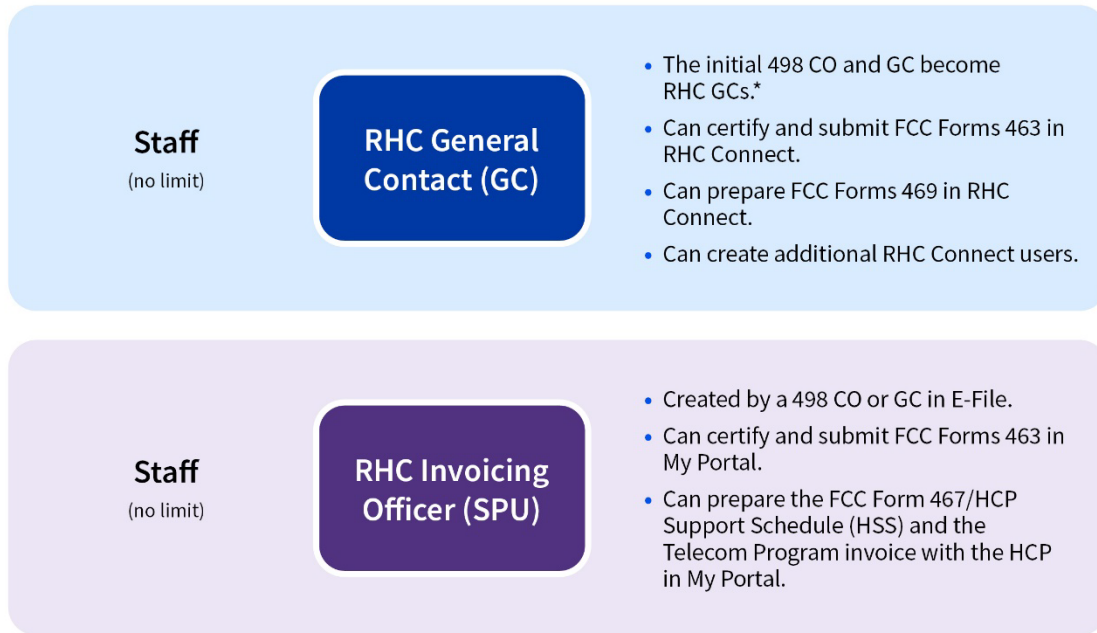 Staff
(no limit)
RHC General
Contact (GC)
• The initial 498 CO and GC become
RHC GCs.*
• Can certify and submit FCC Forms 463 in
RHC Connect.
• Can prepare FCC Forms 469 in RHC
Connect.
• Can create additional RHC Connect users.
Staff
(no limit)
RHC Invoicing
Officer (SPU)
• Created by a 498 CO or GC in E-File.
• Can certify and submit FCC Forms 463 in
My Portal.
• Can prepare the FCC Form 467/HCP
Support Schedule (HSS) and the
Telecom Program invoice with the HCP
in My Portal.